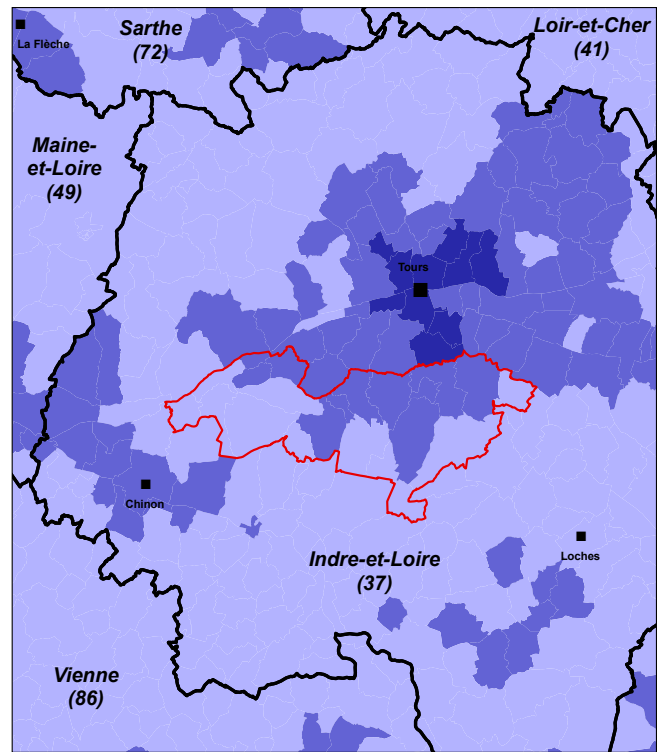 Sarthe
(72)
La Flèche
Loir-et-Cher
(41)
Maine-
et-Loire
(49)
Tours
Chinon
Indre-et-Loire
(37)
Loches
Vienne
(86)